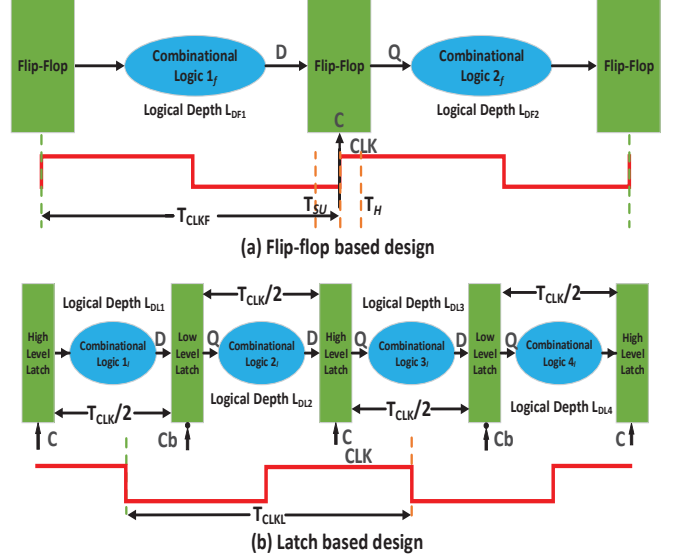 Flip-Flop
Combinational
Logic 1f
D
Flip-Flop
Q
Combinational
Logic 2f
Flip-Flop
Logical Depth LDF1
C
Logical Depth LDF2
CLK
TCLKF
TSU
TH
(a) Flip-flop based design
Logical Depth LDL1
TCLK/2
Logical Depth LDL3
TCLK/2
High
Level
Latch
Combinational
Logic 1l
D
Low
Level
Latch
Q
Combinational
Logic 2l
D
High
Level
Latch
Q
Combinational
Logic 3l
D
Low
Level
Latch
Q
Combinational
Logic 4l
High
Level
Latch
Logical Depth LDL2
Logical Depth LDL4
TCLK/2
TCLK/2
C
Cb
C
Cb
C
CLK
TCLKL
(b) Latch based design